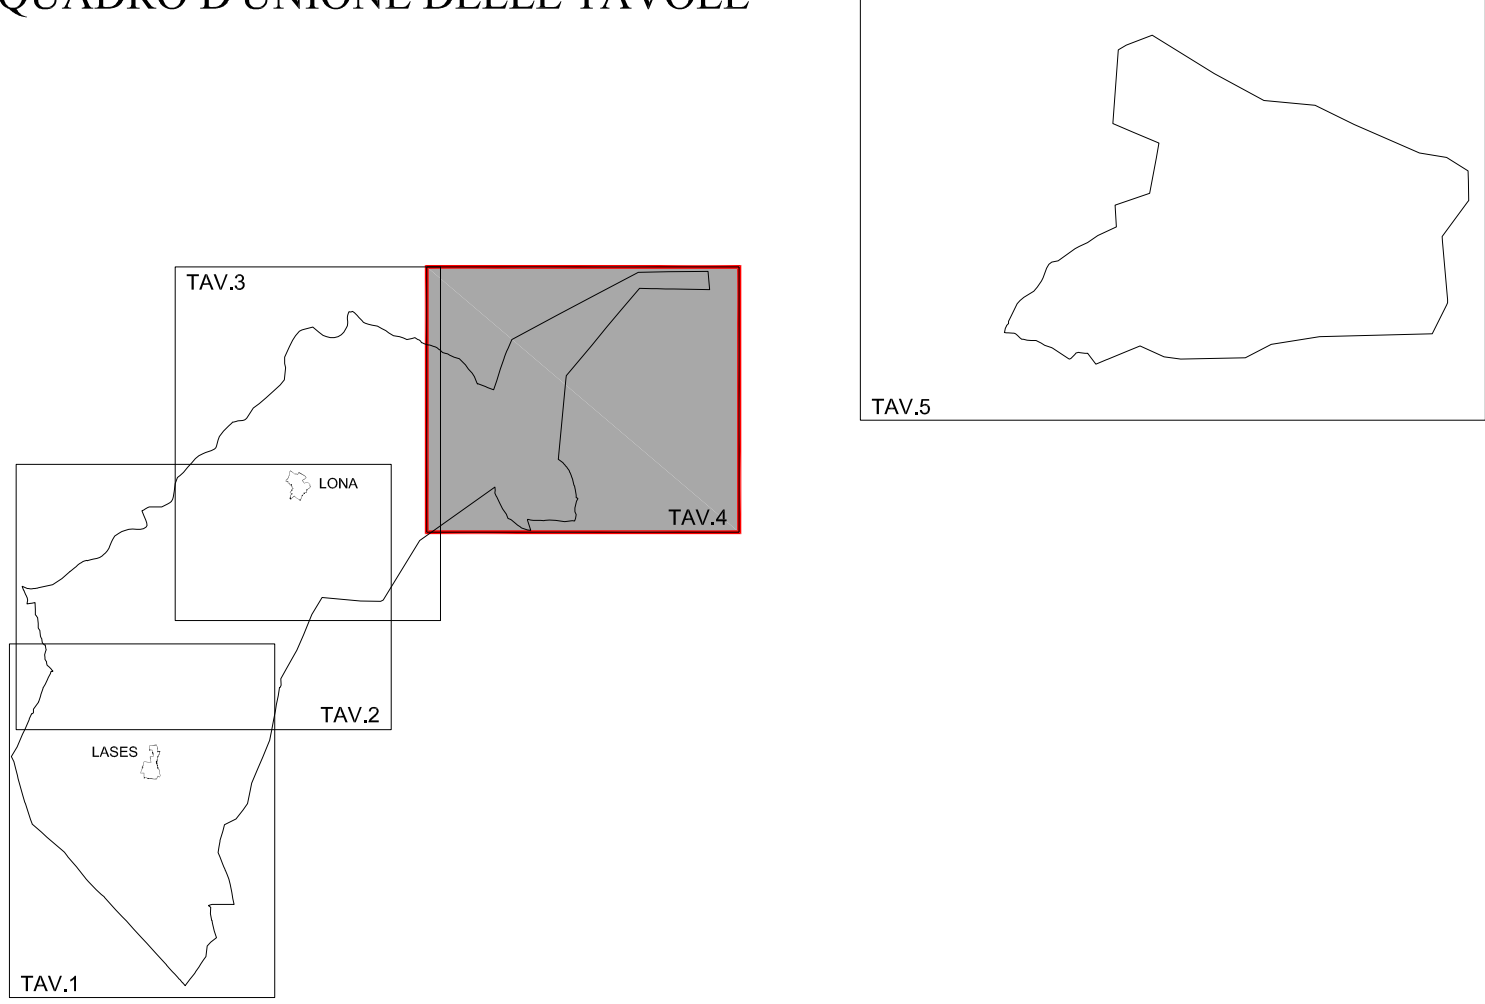 QUADRO D'UNIONE DELLE TAVOLE
TAV.3
TAV.5
LONA
TAV.4
TAV.2
LASES
TAV.1